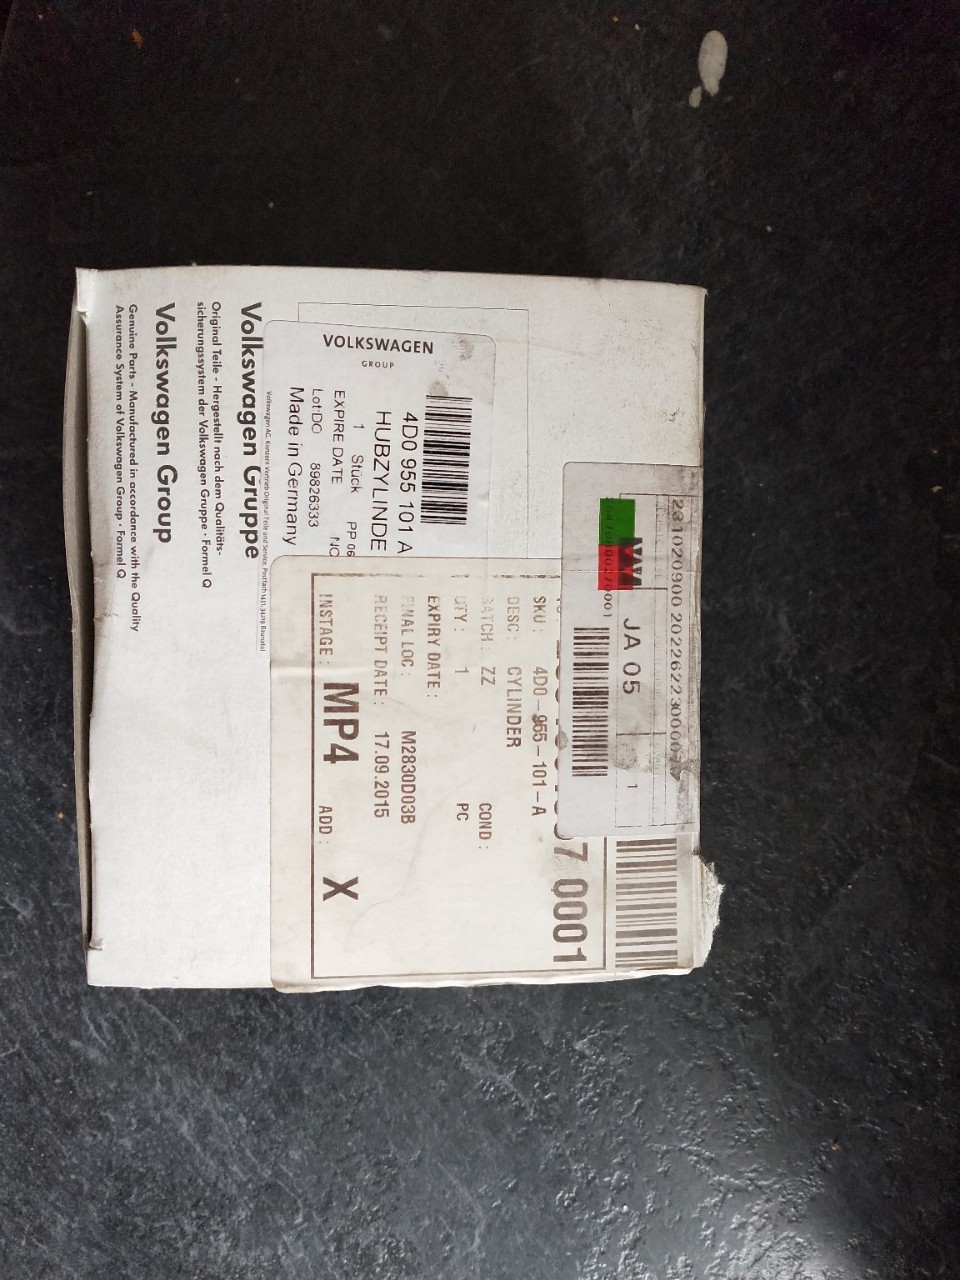 VOLKSWAGEN
GROUP
4D0 955 101 A
HUBZYLINDE
1 Stück PP 06
EXPIRE DATE
Lot:DC 89826333
Made in Germany
Volkswagen Gruppe
Original Teile - Hergestellt nach dem Qualitäts-
sicherungssystem der Volkswagen Gruppe · Formel Q
Volkswagen Group
Genuine Parts - Manufactured in accordance with the Quality
Assurance System of Volkswagen Group · Formel Q
JA 05
1
7 0001
SKU: 4D0-955-101-A
DESC: CYLINDER
BATCH: ZZ COND:
QTY: 1 PC
EXPIRY DATE:
FINAL LOC: M2830D03B
RECEIPT DATE: 17.09.2015
INSTAGE: MP4 ADD: X